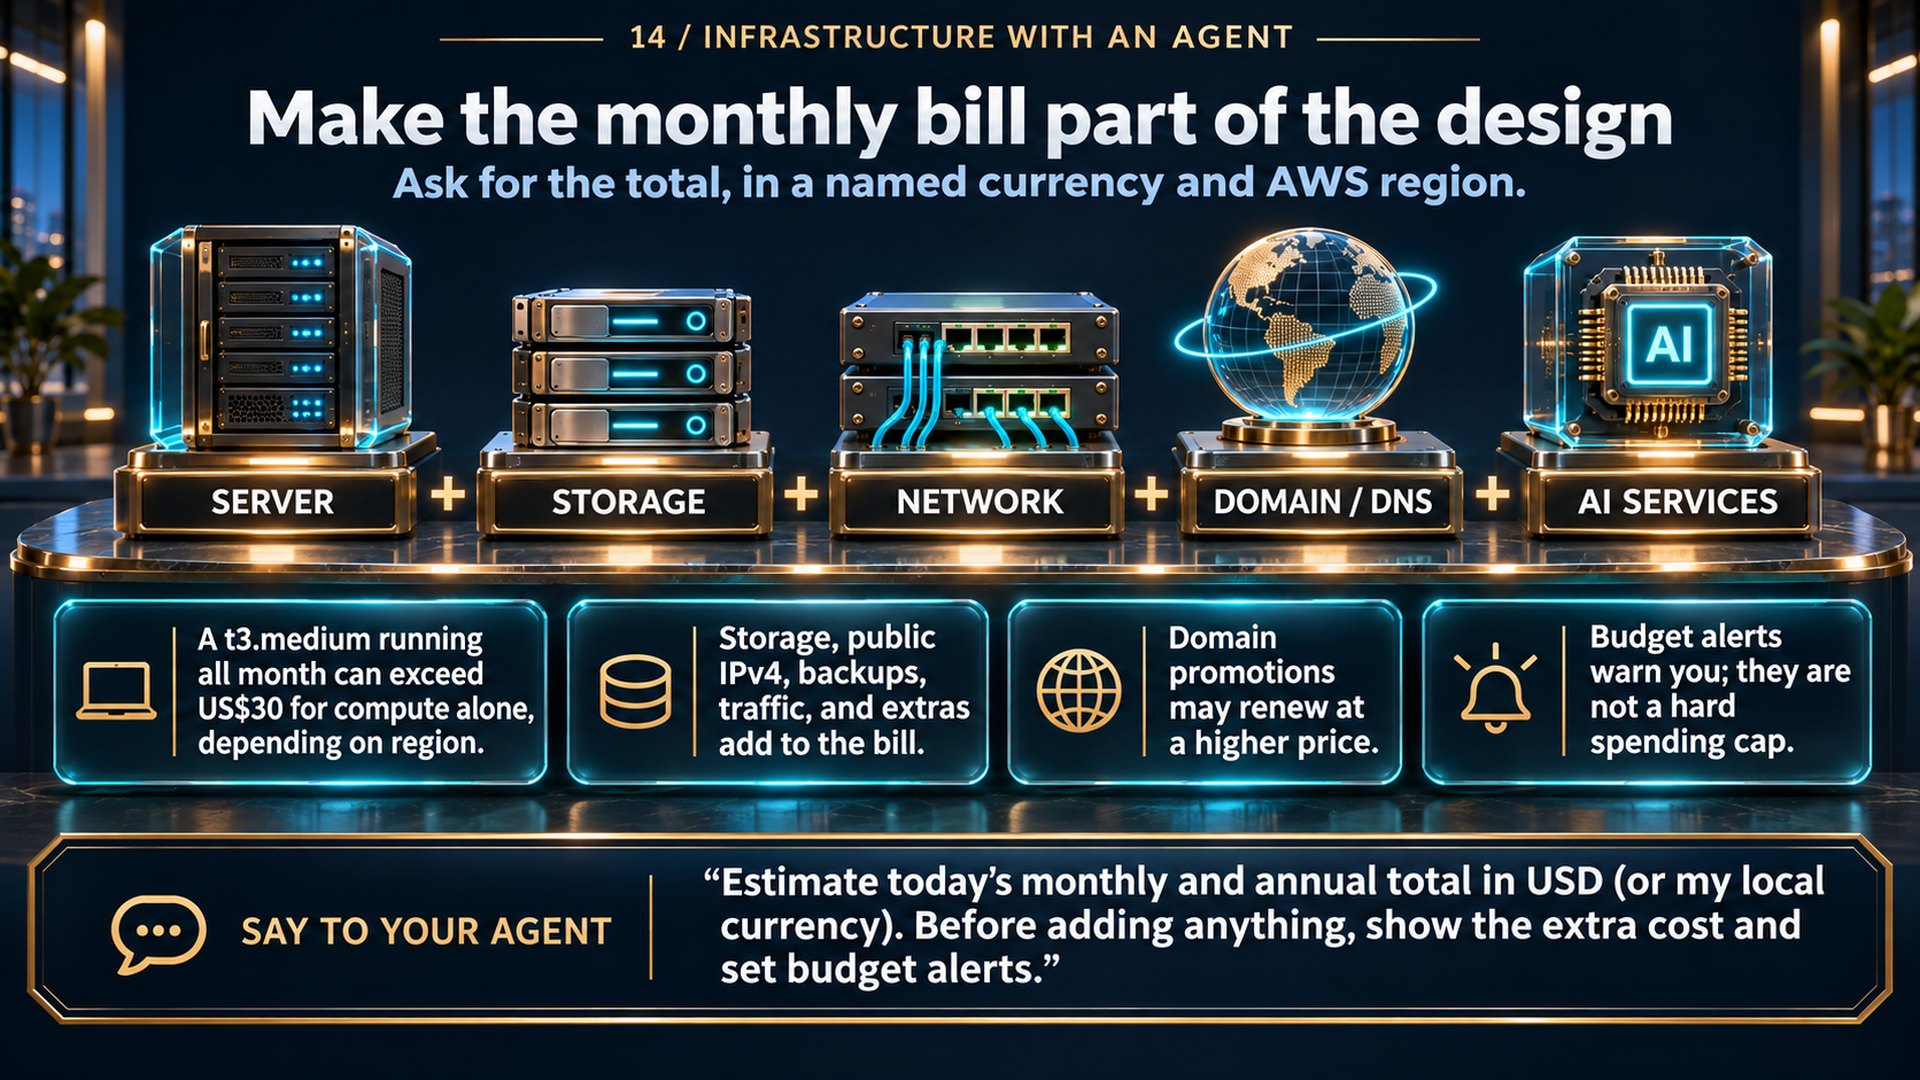 14 / INFRASTRUCTURE WITH AN AGENT
Make the monthly bill part of the design
Ask for the total, in a named currency and AWS region.
AI
SERVER + STORAGE + NETWORK + DOMAIN / DNS + AI SERVICES
A t3.medium running
all month can exceed
US$30 for compute alone,
depending on region.
Storage, public
IPv4, backups,
traffic, and extras
add to the bill.
Domain
promotions
may renew at
a higher price.
Budget alerts
warn you; they are
not a hard
spending cap.
SAY TO YOUR AGENT
“Estimate today’s monthly and annual total in USD (or my local
currency). Before adding anything, show the extra cost and
set budget alerts.”